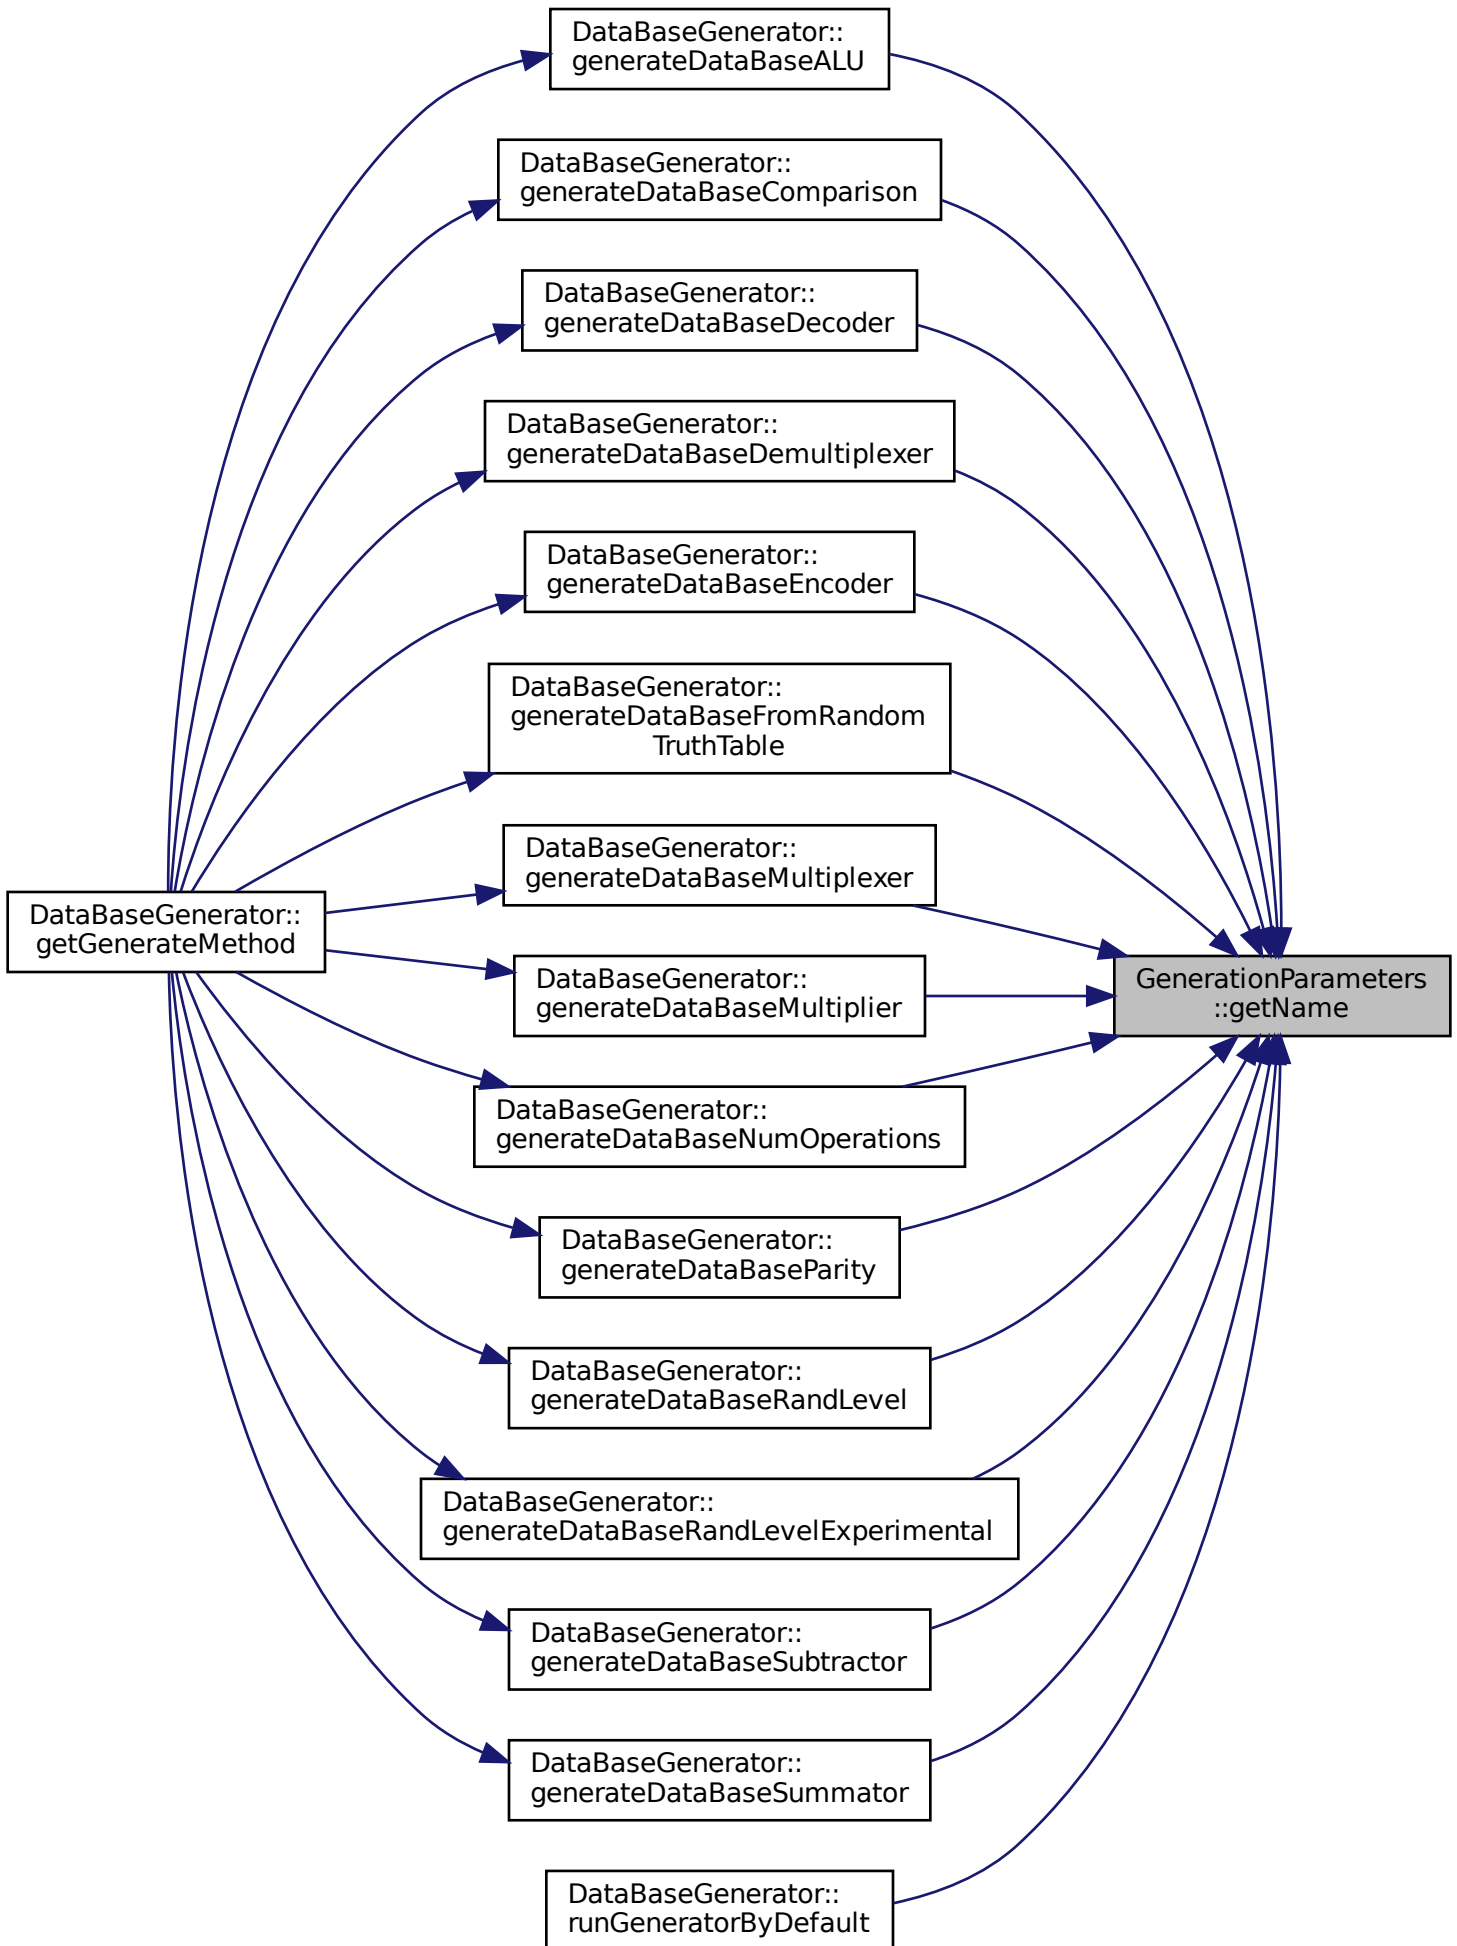 DataBaseGenerator::
generateDataBaseALU
DataBaseGenerator::
generateDataBaseComparison
DataBaseGenerator::
generateDataBaseDecoder
DataBaseGenerator::
generateDataBaseDemultiplexer
DataBaseGenerator::
generateDataBaseEncoder
DataBaseGenerator::
generateDataBaseFromRandom
TruthTable
DataBaseGenerator::
generateDataBaseMultiplexer
DataBaseGenerator::
getGenerateMethod
DataBaseGenerator::
generateDataBaseMultiplier
GenerationParameters
::getName
DataBaseGenerator::
generateDataBaseNumOperations
DataBaseGenerator::
generateDataBaseParity
DataBaseGenerator::
generateDataBaseRandLevel
DataBaseGenerator::
generateDataBaseRandLevelExperimental
DataBaseGenerator::
generateDataBaseSubtractor
DataBaseGenerator::
generateDataBaseSummator
DataBaseGenerator::
runGeneratorByDefault